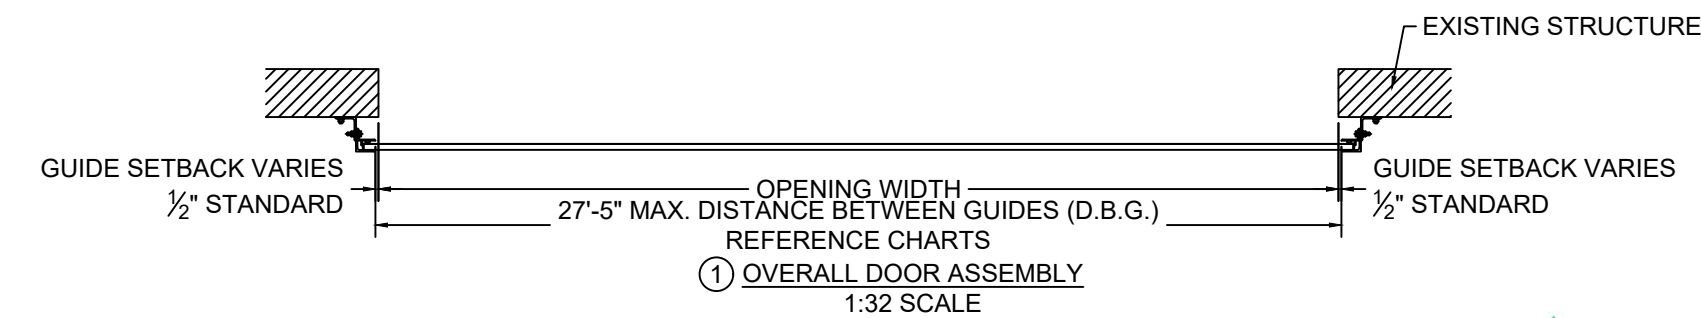 EXISTING STRUCTURE
GUIDE SETBACK VARIES
½" STANDARD
OPENING WIDTH
27'-5" MAX. DISTANCE BETWEEN GUIDES (D.B.G.)
REFERENCE CHARTS
GUIDE SETBACK VARIES
½" STANDARD
1 OVERALL DOOR ASSEMBLY
1:32 SCALE